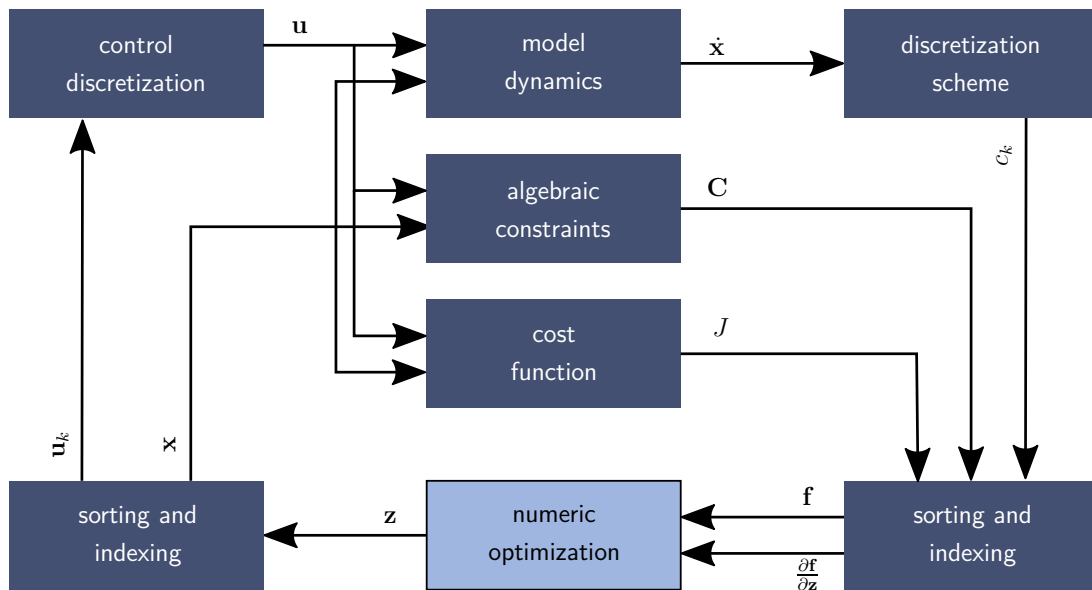 control
discretization
u
model
dynamics
ẋ
discretization
scheme
c_k
algebraic
constraints
C
cost
function
J
u_k
x
sorting and
indexing
z
numeric
optimization
f
∂f/∂z
sorting and
indexing